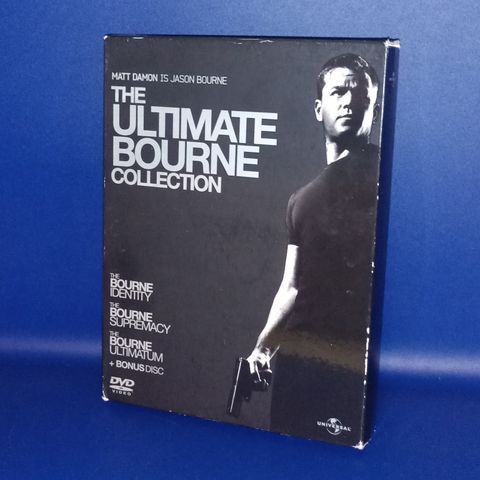 MATT DAMON IS JASON BOURNE
THE
ULTIMATE
BOURNE
COLLECTION
THE
BOURNE
IDENTITY
THE
BOURNE
SUPREMACY
THE
BOURNE
ULTIMATUM
+ BONUS DISC
DVD
VIDEO
UNIVERSAL